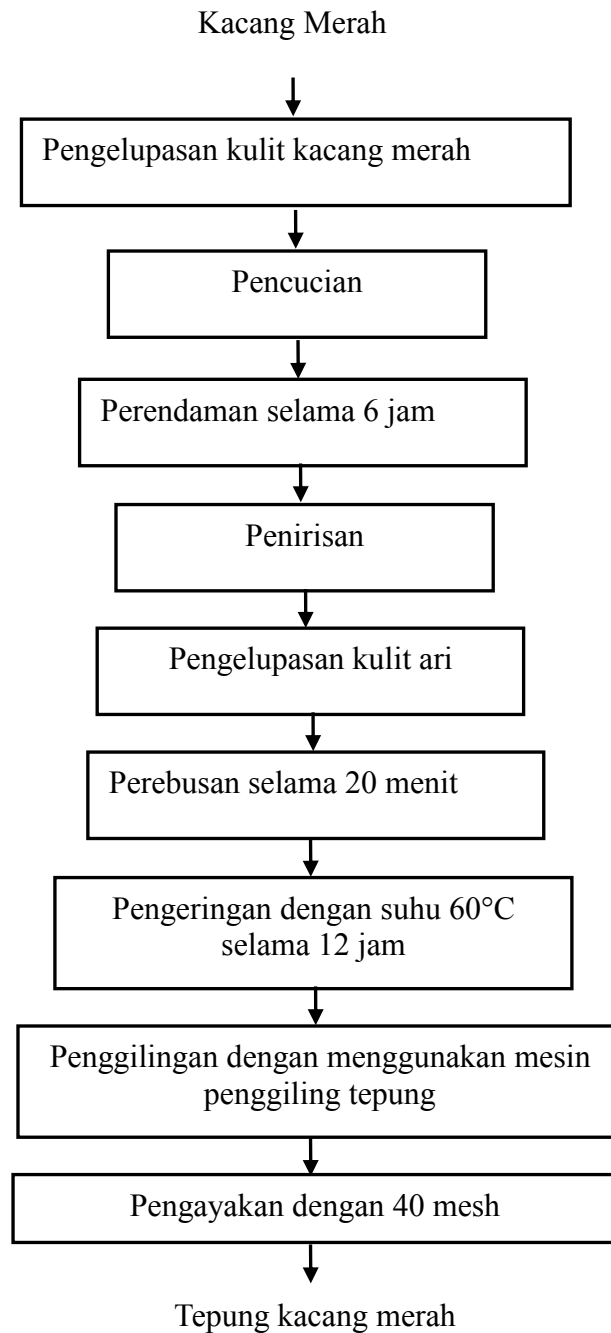 Kacang Merah
Pengelupasan kulit kacang merah
Pencucian
Perendaman selama 6 jam
Penirisan
Pengelupasan kulit ari
Perebusan selama 20 menit
Pengeringan dengan suhu 60°C
selama 12 jam
Penggilingan dengan menggunakan mesin
penggiling tepung
Pengayakan dengan 40 mesh
Tepung kacang merah